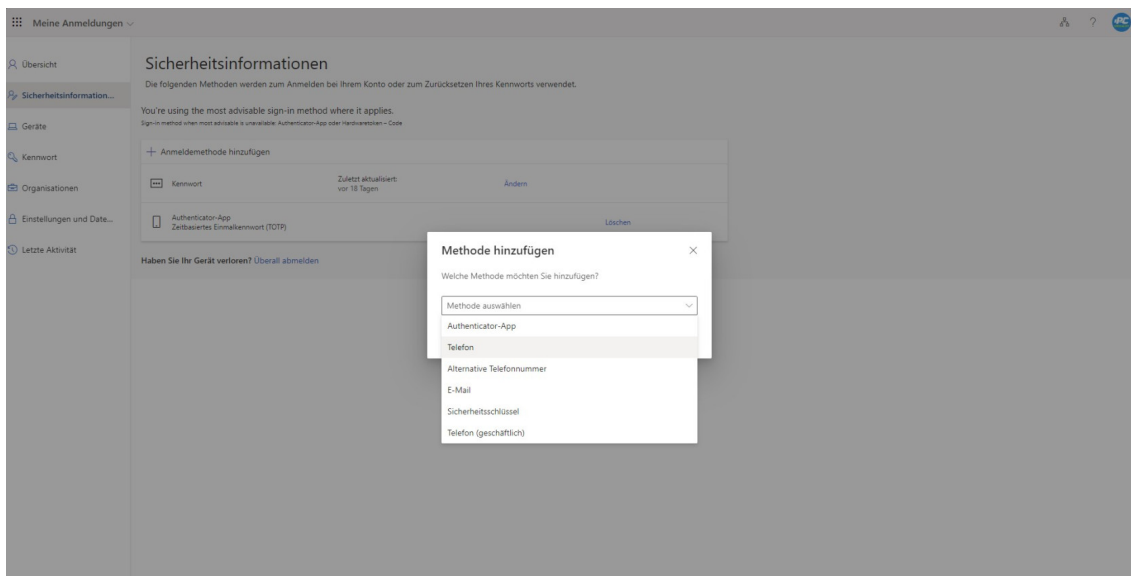 Meine Anmeldungen
?
PC
Übersicht
Sicherheitsinformation...
Geräte
Kennwort
Organisationen
Einstellungen und Date...
Letzte Aktivität
Sicherheitsinformationen
Die folgenden Methoden werden zum Anmelden bei Ihrem Konto oder zum Zurücksetzen Ihres Kennworts verwendet.
You're using the most advisable sign-in method where it applies.
Sign-in method when most advisable is unavailable: Authenticator-App oder Hardwaretoken – Code
+ Anmeldemethode hinzufügen
Kennwort
Zuletzt aktualisiert:
vor 18 Tagen
Ändern
Authenticator-App
Zeitbasiertes Einmalkennwort (TOTP)
Löschen
Haben Sie Ihr Gerät verloren? Überall abmelden
Methode hinzufügen
Welche Methode möchten Sie hinzufügen?
Methode auswählen
Authenticator-App
Telefon
Alternative Telefonnummer
E-Mail
Sicherheitsschlüssel
Telefon (geschäftlich)